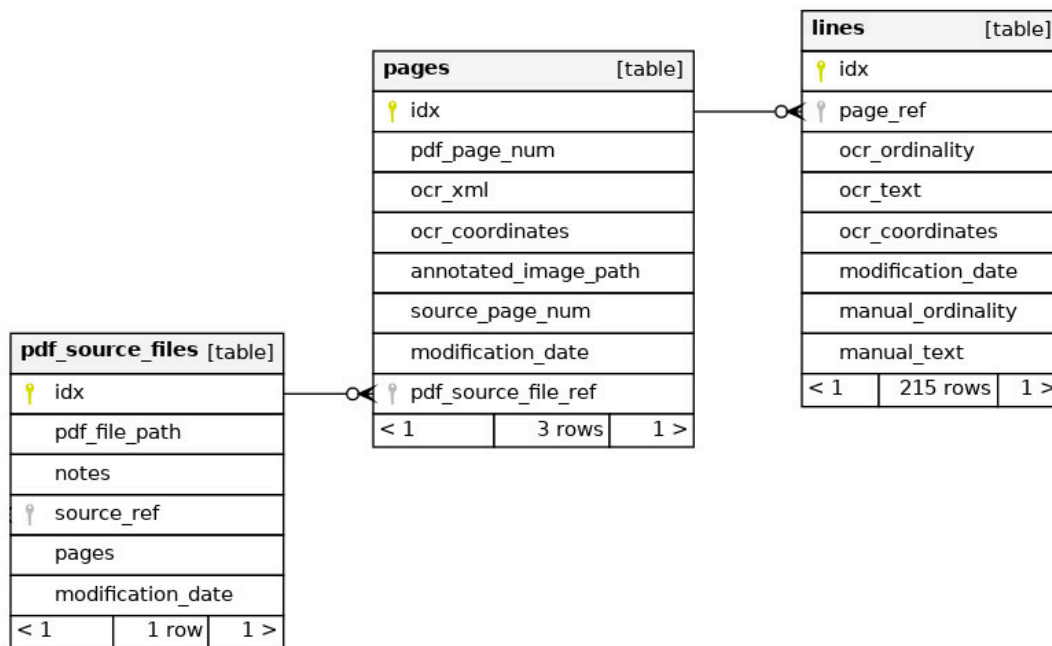 pdf_source_files [table]
idx
pdf_file_path
notes
source_ref
pages
modification_date
< 1 1 row 1 >
pages [table]
idx
pdf_page_num
ocr_xml
ocr_coordinates
annotated_image_path
source_page_num
modification_date
pdf_source_file_ref
< 1 3 rows 1 >
lines [table]
idx
page_ref
ocr_ordinality
ocr_text
ocr_coordinates
modification_date
manual_ordinality
manual_text
< 1 215 rows 1 >